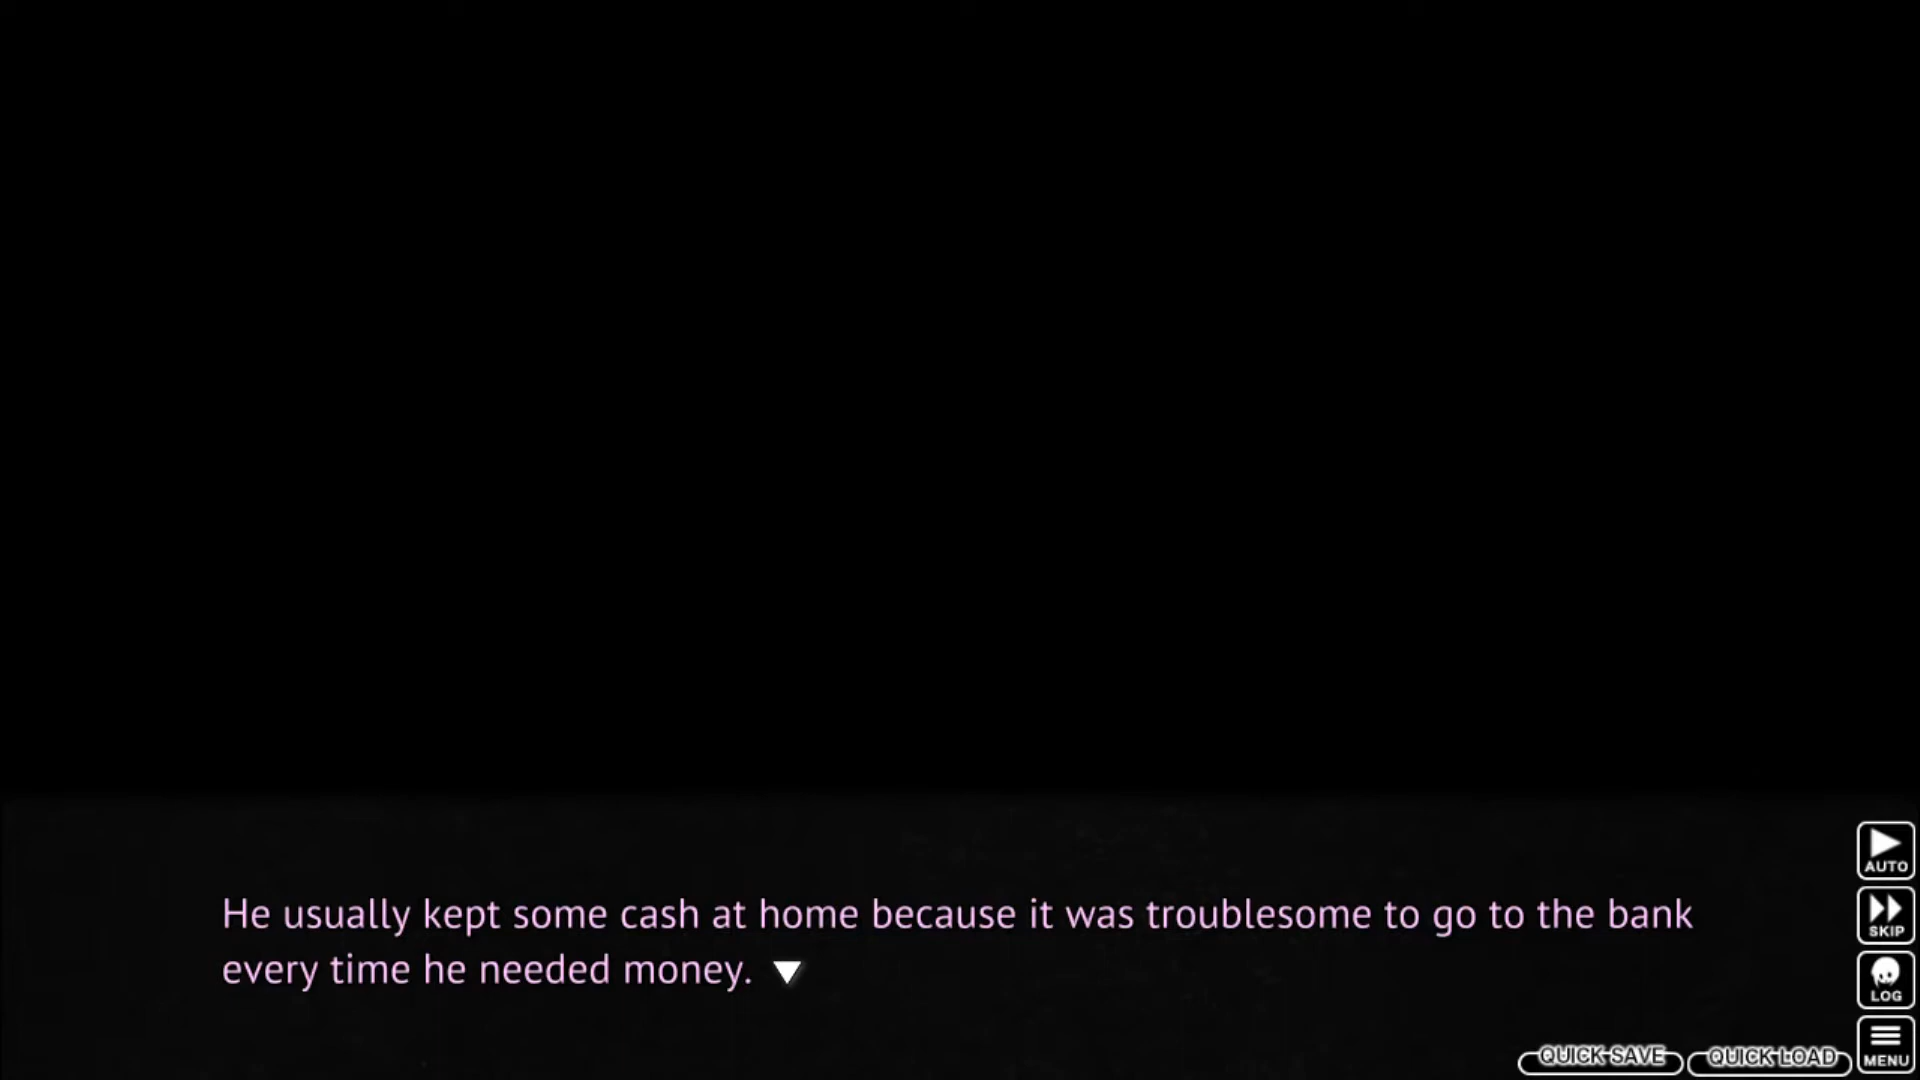 He usually kept some cash at home because it was troublesome to go to the bank
every time he needed money.
AUTO
SKIP
LOG
MENU
QUICK SAVE
QUICK LOAD